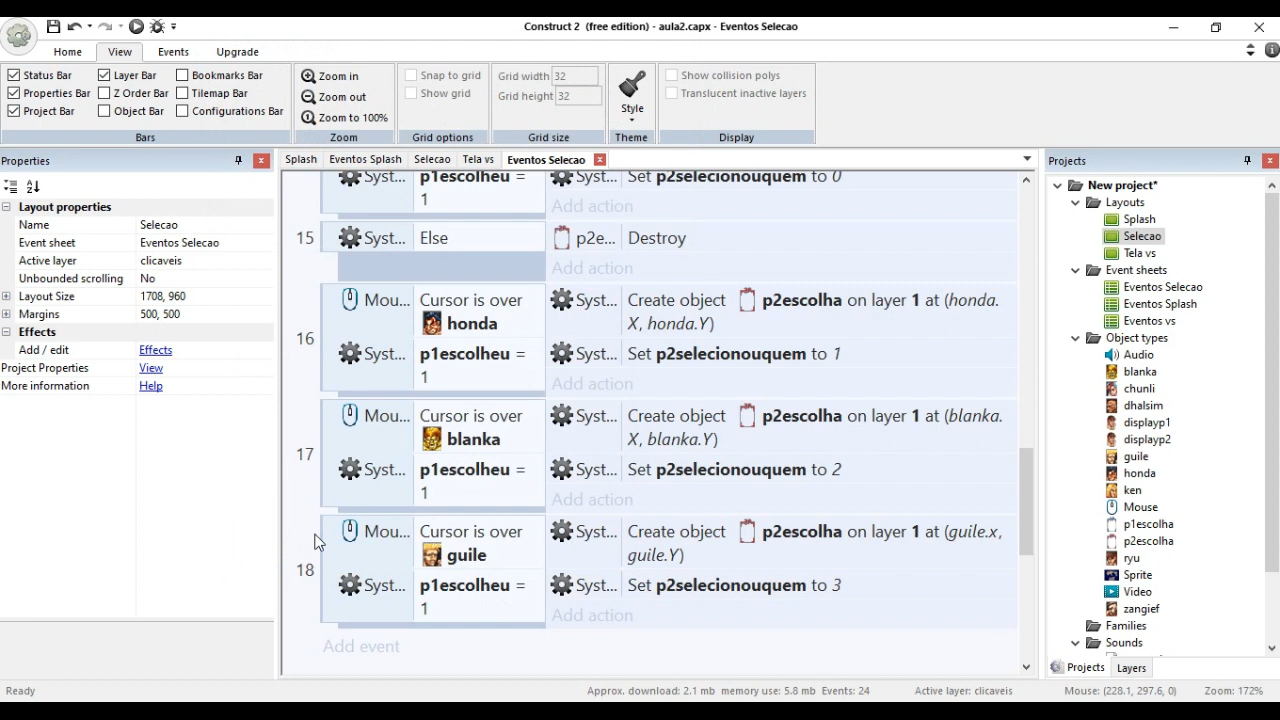 Construct 2  (free edition) - aula2.capx - Eventos Selecao
Home View Events Upgrade
Status Bar Layer Bar Bookmarks Bar
Properties Bar Z Order Bar Tilemap Bar
Project Bar Object Bar Configurations Bar
Bars
Zoom in
Zoom out
Zoom to 100%
Zoom
Snap to grid
Show grid
Grid options
Grid width 32
Grid height 32
Grid size
Style
Theme
Show collision polys
Translucent inactive layers
Display
Properties
Layout properties
Name Selecao
Event sheet Eventos Selecao
Active layer clicaveis
Unbounded scrolling No
Layout Size 1708, 960
Margins 500, 500
Effects
Add / edit Effects
Project Properties View
More information Help
Splash Eventos Splash Selecao Tela vs Eventos Selecao
Syst... p1escolheu = Syst... Set p2selecionouquem to 0
1 Add action
15 Syst... Else p2e... Destroy
Add action
16
Mou... Cursor is over Syst... Create object p2escolha on layer 1 at (honda.
honda X, honda.Y)
Syst... p1escolheu = Syst... Set p2selecionouquem to 1
1 Add action
17
Mou... Cursor is over Syst... Create object p2escolha on layer 1 at (blanka.
blanka X, blanka.Y)
Syst... p1escolheu = Syst... Set p2selecionouquem to 2
1 Add action
18
Mou... Cursor is over Syst... Create object p2escolha on layer 1 at (guile.x,
guile X, guile.Y)
Syst... p1escolheu = Syst... Set p2selecionouquem to 3
1 Add action
Add event
Projects
New project*
Layouts
Splash
Selecao
Tela vs
Event sheets
Eventos Selecao
Eventos Splash
Eventos vs
Object types
Audio
blanka
chunli
dhalsim
displayp1
displayp2
guile
honda
ken
Mouse
p1escolha
p2escolha
ryu
Sprite
Video
zangief
Families
Sounds
Projects Layers
Ready Approx. download: 2.1 mb  memory use: 5.8 mb  Events: 24 Active layer: clicaveis Mouse: (228.1, 297.6, 0) Zoom: 172%